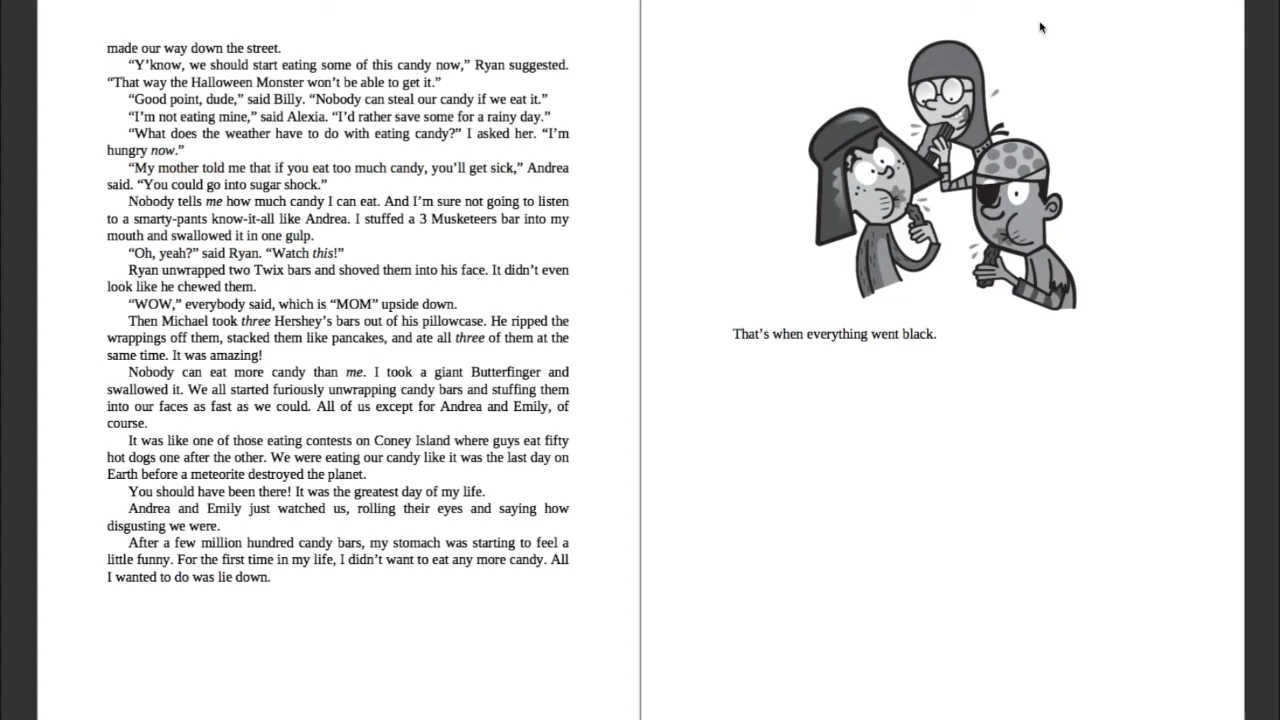 made our way down the street.
“Y’know, we should start eating some of this candy now,” Ryan suggested.
“That way the Halloween Monster won’t be able to get it.”
“Good point, dude,” said Billy. “Nobody can steal our candy if we eat it.”
“I’m not eating mine,” said Alexia. “I’d rather save some for a rainy day.”
“What does the weather have to do with eating candy?” I asked her. “I’m
hungry now.”
“My mother told me that if you eat too much candy, you’ll get sick,” Andrea
said. “You could go into sugar shock.”
Nobody tells me how much candy I can eat. And I’m sure not going to listen
to a smarty-pants know-it-all like Andrea. I stuffed a 3 Musketeers bar into my
mouth and swallowed it in one gulp.
“Oh, yeah?” said Ryan. “Watch this!”
Ryan unwrapped two Twix bars and shoved them into his face. It didn’t even
look like he chewed them.
“WOW,” everybody said, which is “MOM” upside down.
Then Michael took three Hershey’s bars out of his pillowcase. He ripped the
wrappings off them, stacked them like pancakes, and ate all three of them at the
same time. It was amazing!
Nobody can eat more candy than me. I took a giant Butterfinger and
swallowed it. We all started furiously unwrapping candy bars and stuffing them
into our faces as fast as we could. All of us except for Andrea and Emily, of
course.
It was like one of those eating contests on Coney Island where guys eat fifty
hot dogs one after the other. We were eating our candy like it was the last day on
Earth before a meteorite destroyed the planet.
You should have been there! It was the greatest day of my life.
Andrea and Emily just watched us, rolling their eyes and saying how
disgusting we were.
After a few million hundred candy bars, my stomach was starting to feel a
little funny. For the first time in my life, I didn’t want to eat any more candy. All
I wanted to do was lie down.
That’s when everything went black.